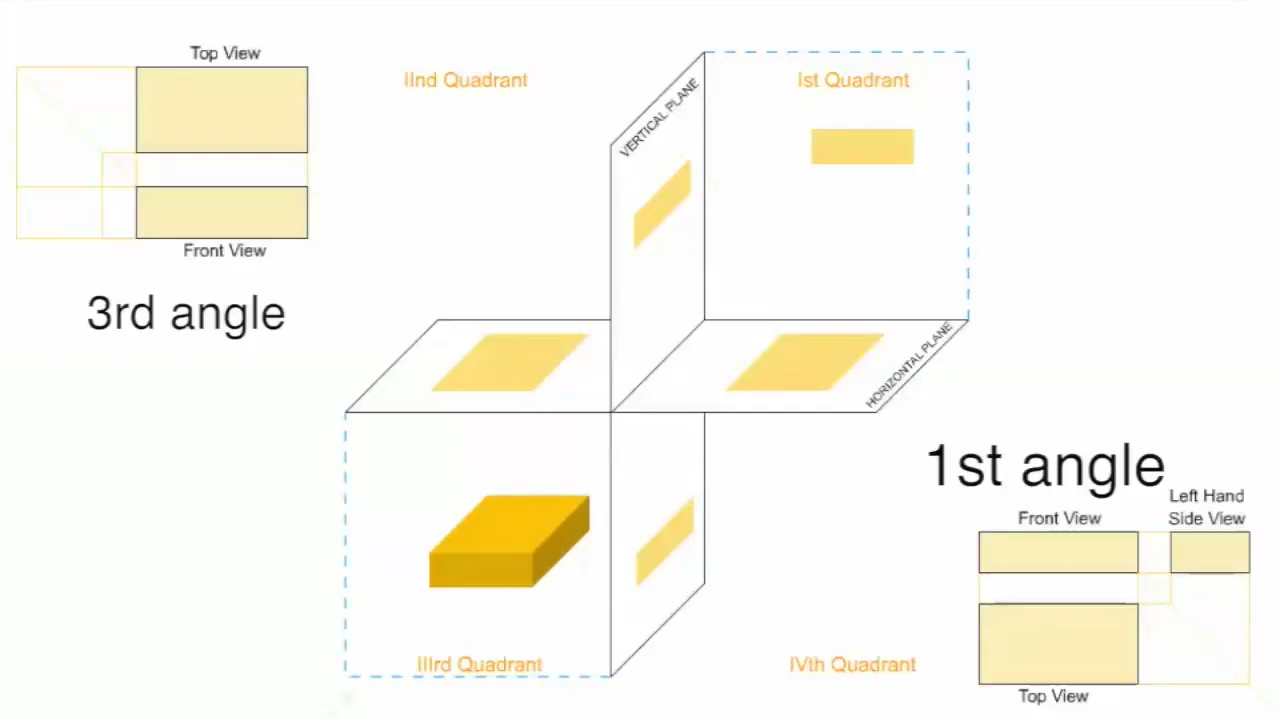 Top View
Front View
3rd angle
IInd Quadrant
Ist Quadrant
VERTICAL PLANE
HORIZONTAL PLANE
IIIrd Quadrant
IVth Quadrant
1st angle
Front View
Left Hand
Side View
Top View